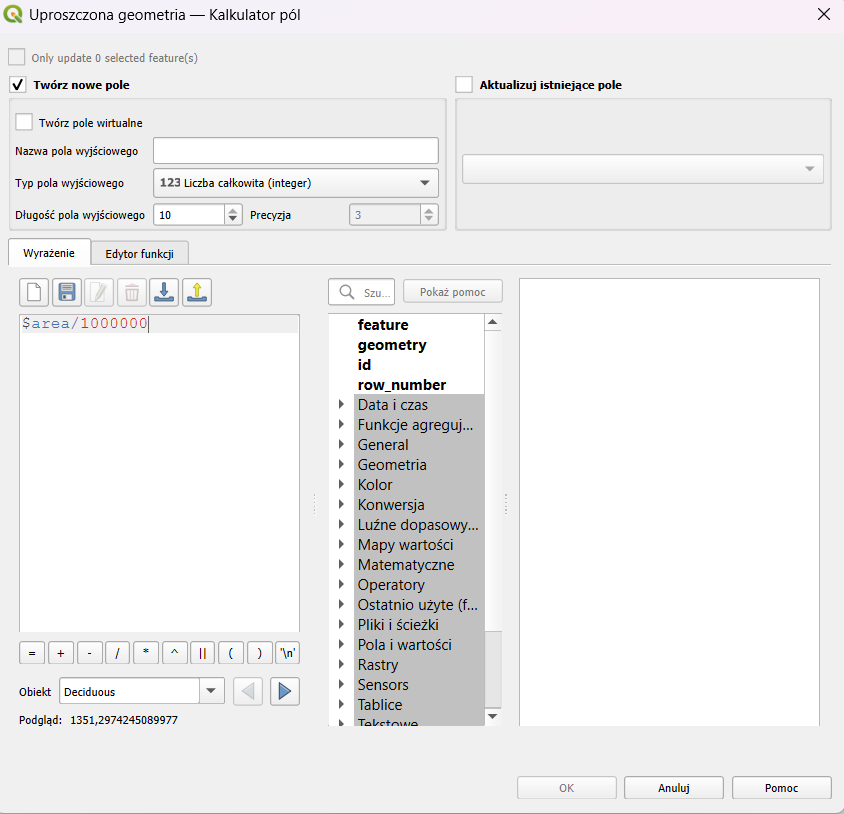 Uproszczona geometria — Kalkulator pól
Only update 0 selected feature(s)
Twórz nowe pole
Aktualizuj istniejące pole
Twórz pole wirtualne
Nazwa pola wyjściowego
Typ pola wyjściowego
123 Liczba całkowita (integer)
Długość pola wyjściowego
10
Precyzja
3
Wyrażenie
Edytor funkcji
Szu...
Pokaż pomoc
$area/1000000
feature
geometry
id
row_number
Data i czas
Funkcje agreguj...
General
Geometria
Kolor
Konwersja
Luźne dopasowy...
Mapy wartości
Matematyczne
Operatory
Ostatnio użyte (f...
Pliki i ścieżki
Pola i wartości
Rastry
Sensors
Tablice
Tekstowe
= + - / * ^ || ( ) '\n'
Obiekt
Deciduous
Podgląd: 1351,2974245089977
OK
Anuluj
Pomoc